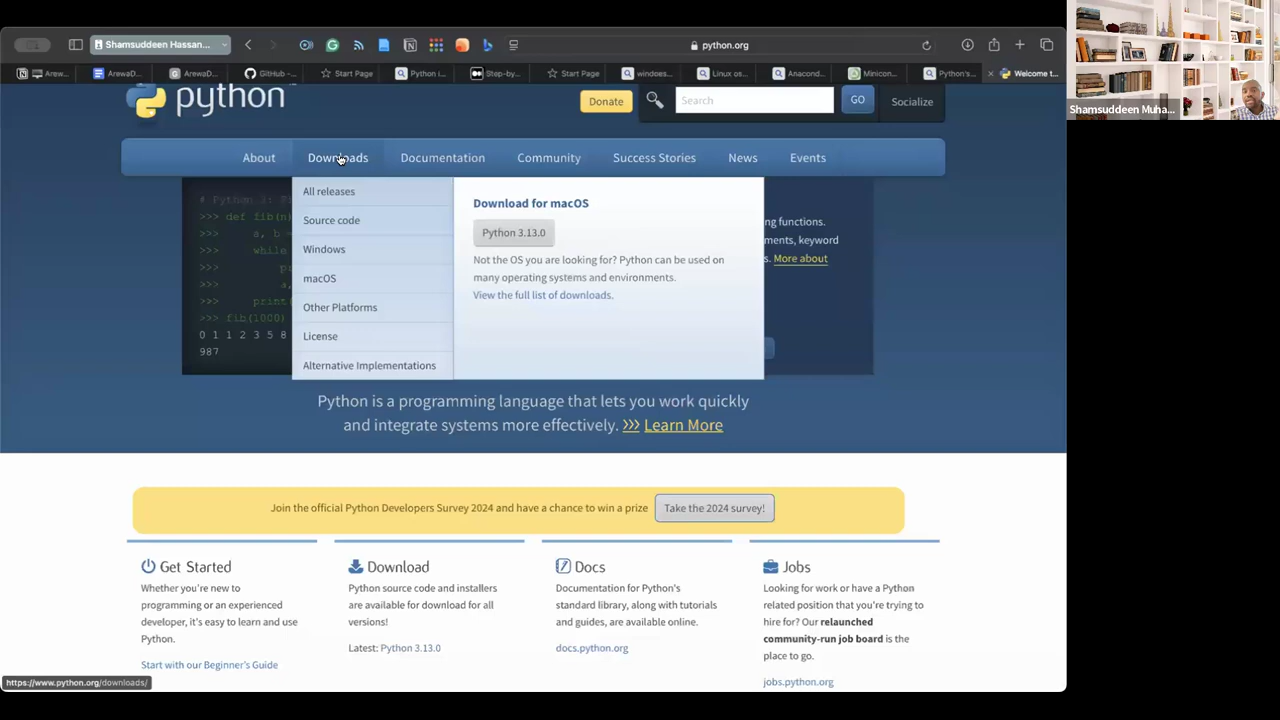 Shamsuddeen Hassan...
python.org
Arew...
ArewaD...
ArewaD...
GitHub –...
Start Page
Python i...
Step-by...
Start Page
windows...
Linux os...
Anacond...
Minicon...
Python's...
Welcome t...
python
Donate
Search
GO
Socialize
About
Downloads
Documentation
Community
Success Stories
News
Events
# Python 3:
>>> def fib(n)
a, b =
while
a,
print(
>>> fib(1000)
0 1 1 2 3 5 8
987
All releases
Source code
Windows
macOS
Other Platforms
License
Alternative Implementations
Download for macOS
Python 3.13.0
Not the OS you are looking for? Python can be used on
many operating systems and environments.
View the full list of downloads.
ng functions.
ments, keyword
s. More about
Python is a programming language that lets you work quickly
and integrate systems more effectively. >>> Learn More
Join the official Python Developers Survey 2024 and have a chance to win a prize
Take the 2024 survey!
Get Started
Whether you're new to
programming or an experienced
developer, it's easy to learn and use
Python.
Start with our Beginner's Guide
Download
Python source code and installers
are available for download for all
versions!
Latest: Python 3.13.0
Docs
Documentation for Python's
standard library, along with tutorials
and guides, are available online.
docs.python.org
Jobs
Looking for work or have a Python
related position that you're trying to
hire for? Our relaunched
community-run job board is the
place to go.
jobs.python.org
https://www.python.org/downloads/
Shamsuddeen Muha...